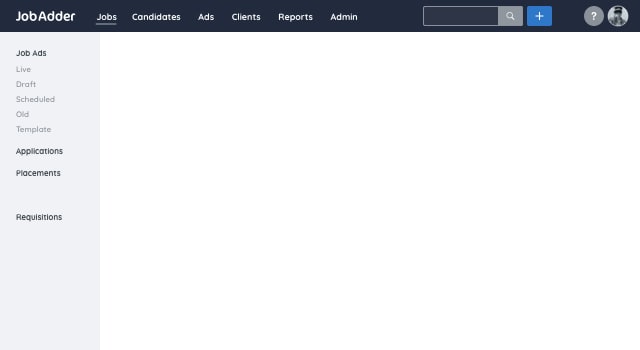 JobAdder Jobs Candidates Ads Clients Reports Admin + ?
Job Ads
Live
Draft
Scheduled
Old
Template
Applications
Placements
Requisitions